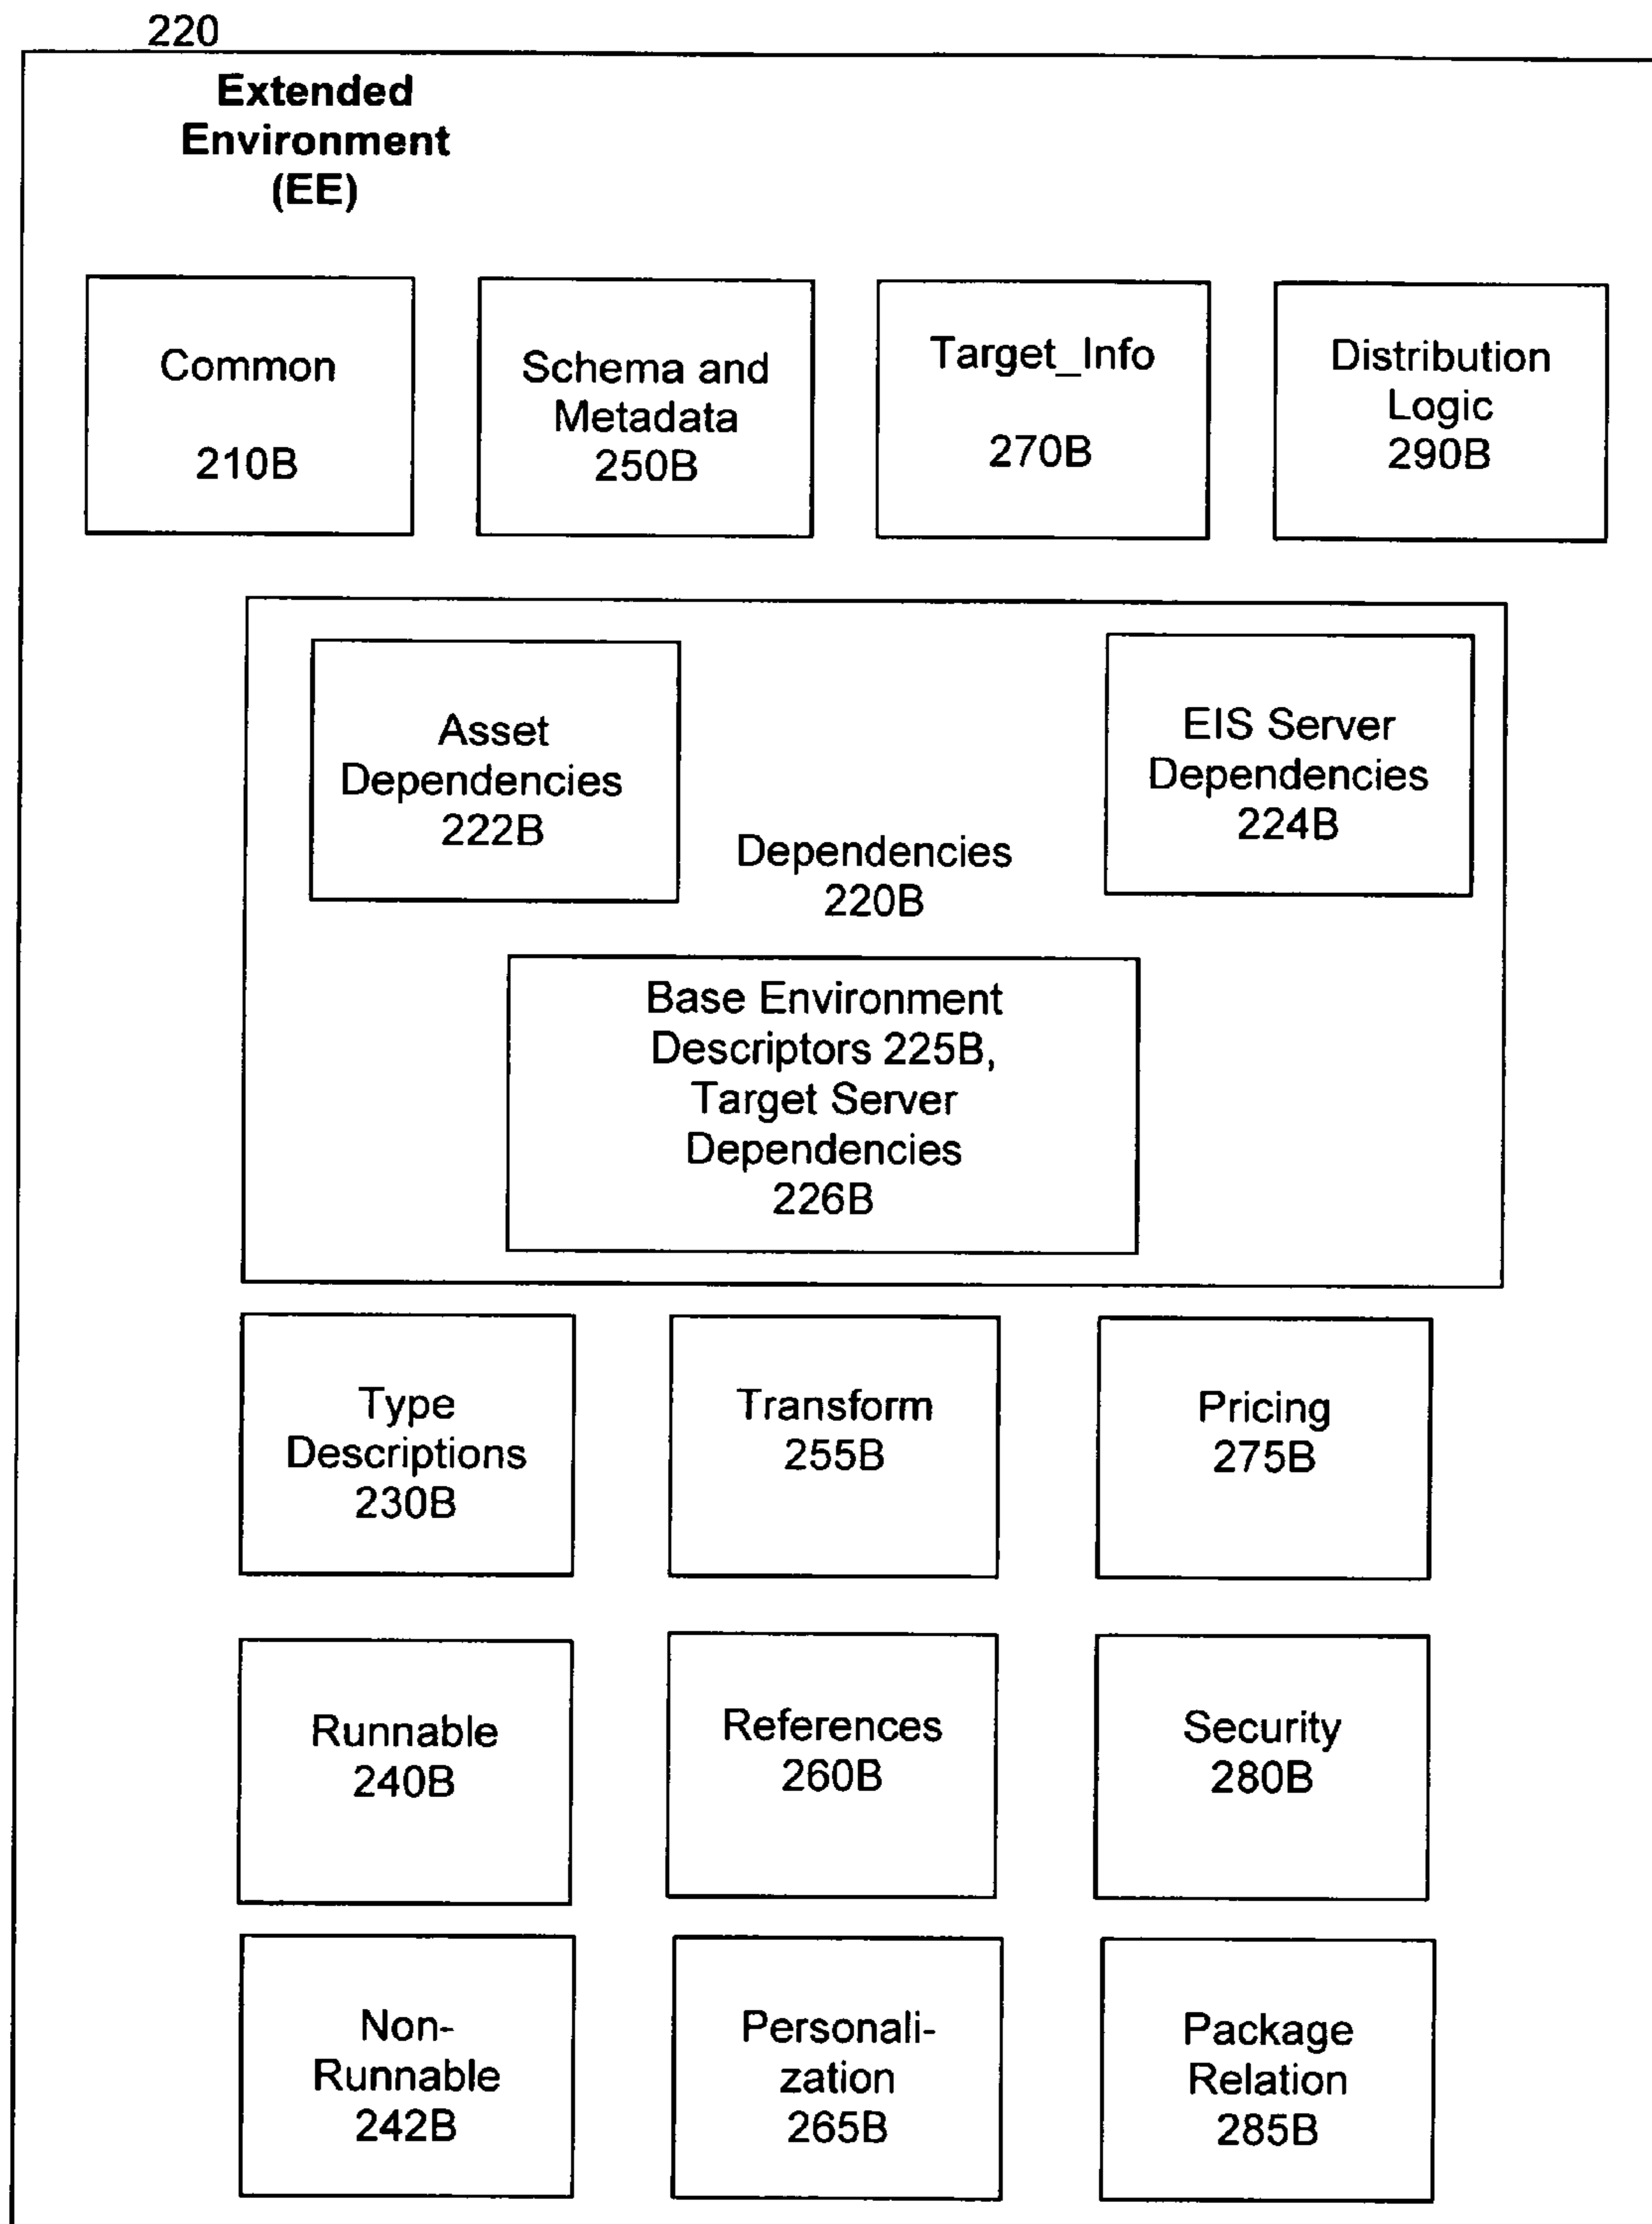 220
Extended
Environment
(EE)
Common
210B
Schema and
Metadata
250B
Target_Info
270B
Distribution
Logic
290B
Asset
Dependencies
222B
EIS Server
Dependencies
224B
Dependencies
220B
Base Environment
Descriptors 225B,
Target Server
Dependencies
226B
Type
Descriptions
230B
Transform
255B
Pricing
275B
Runnable
240B
References
260B
Security
280B
Non-
Runnable
242B
Personali-
zation
265B
Package
Relation
285B